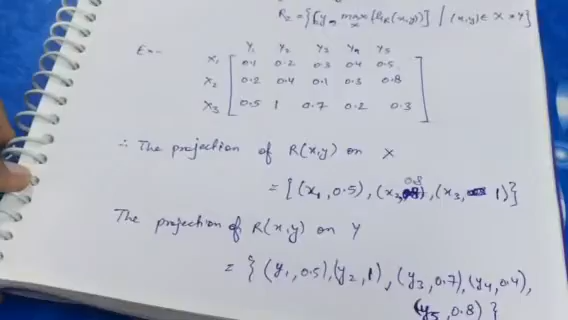 R₂ = {[y, max x {μR(x,y)}] | (x,y) ∈ X × Y}
Ex:-
y₁ y₂ y₃ y₄ y₅
x₁ 0.1 0.2 0.3 0.4 0.5
x₂ 0.2 0.4 0.1 0.3 0.8
x₃ 0.5 1 0.7 0.2 0.3
∴ The projection of R(x,y) on X
= [(x₁, 0.5), (x₂, 0.8), (x₃, 1)}
The projection of R(x,y) on Y
= {(y₁, 0.5), (y₂, 1), (y₃, 0.7), (y₄, 0.4),
(y₅, 0.8)}